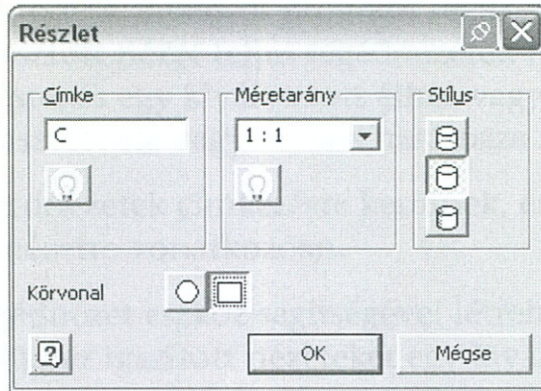 Részlet
Címke
Méretarány
Stílus
C
1 : 1
Körvonal
?
OK
Mégse